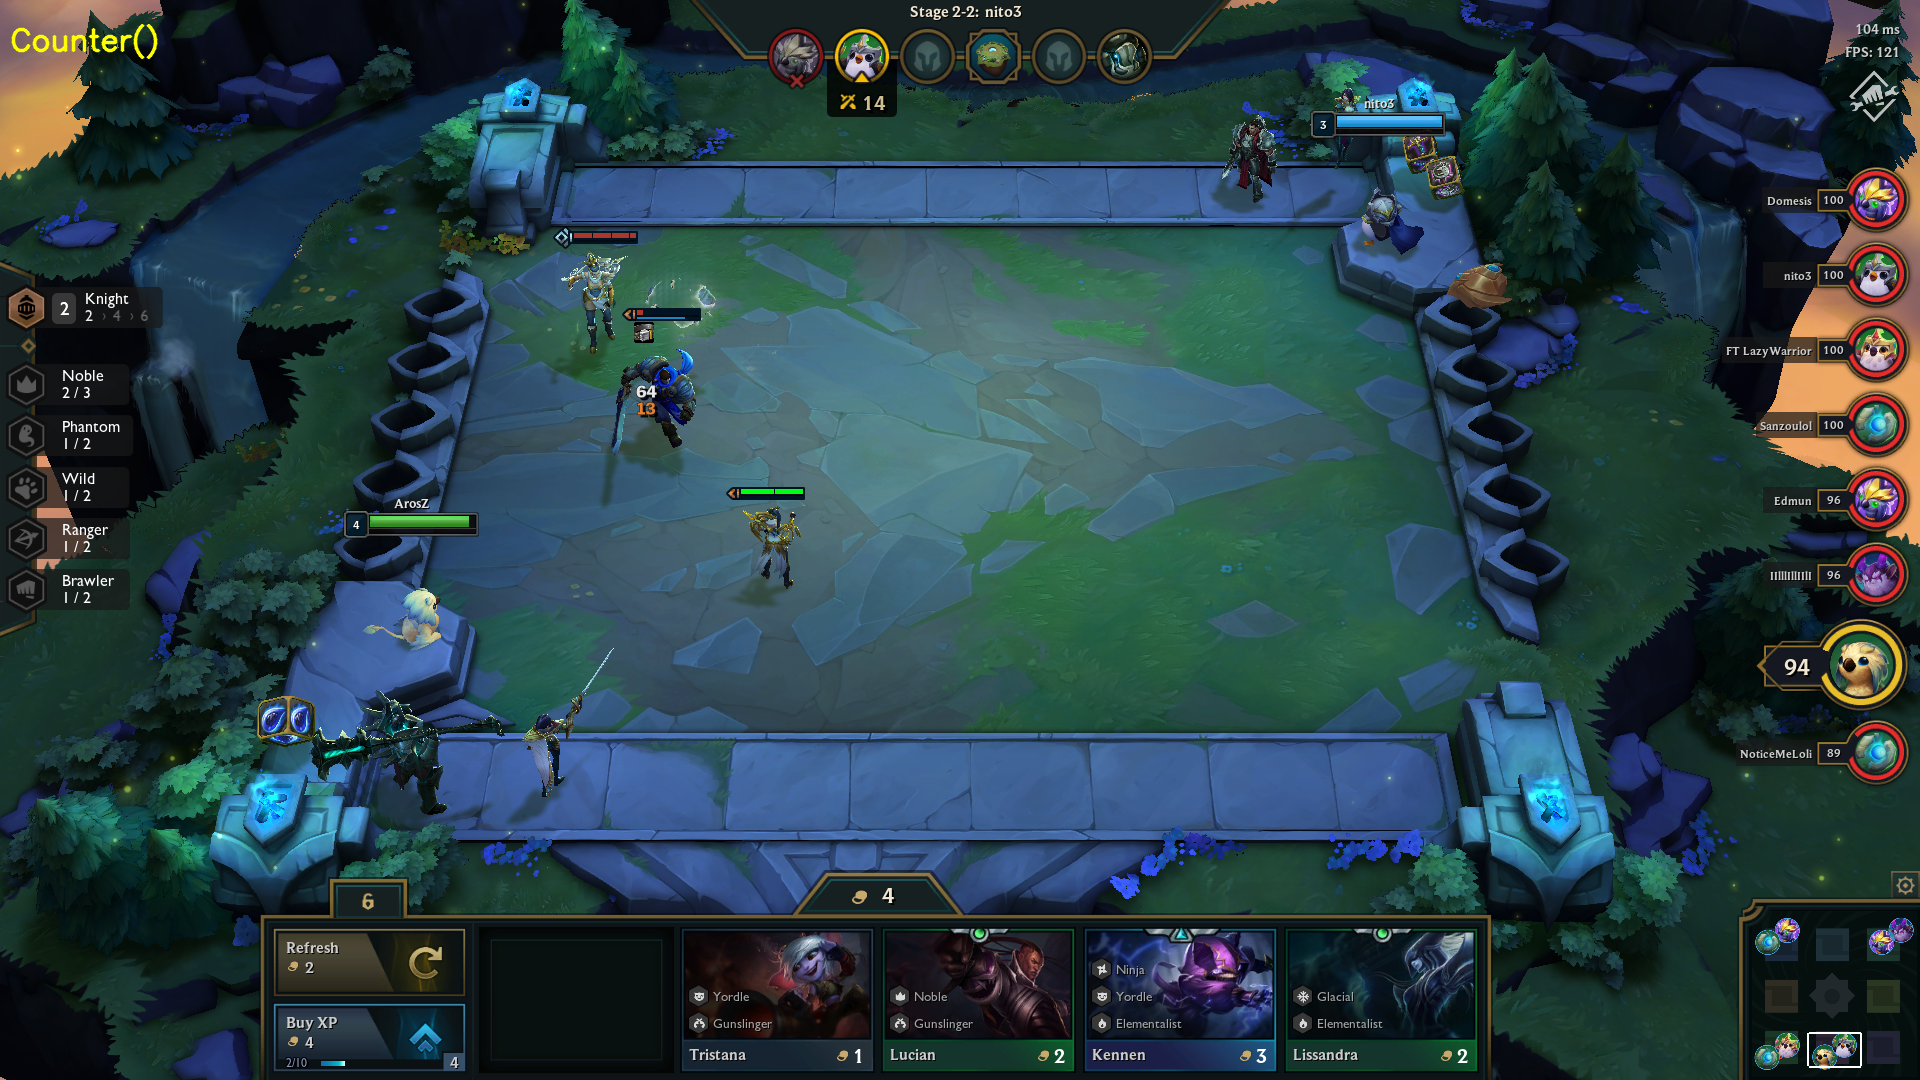 Counter()
Stage 2-2: nito3
14
104 ms
FPS: 121
nito3
3
Domesis 100
nito3 100
FT LazyWarrior 100
Sanzoulol 100
Edmun 96
96
94
NoticeMeLoli 89
2 Knight
2 › 4 › 6
Noble
2 / 3
Phantom
1 / 2
Wild
1 / 2
Ranger
1 / 2
Brawler
1 / 2
64
13
ArosZ
4
6
4
Refresh
2
Buy XP
4
2/10
4
Yordle
Gunslinger
Tristana 1
Noble
Gunslinger
Lucian 2
Ninja
Yordle
Elementalist
Kennen 3
Glacial
Elementalist
Lissandra 2